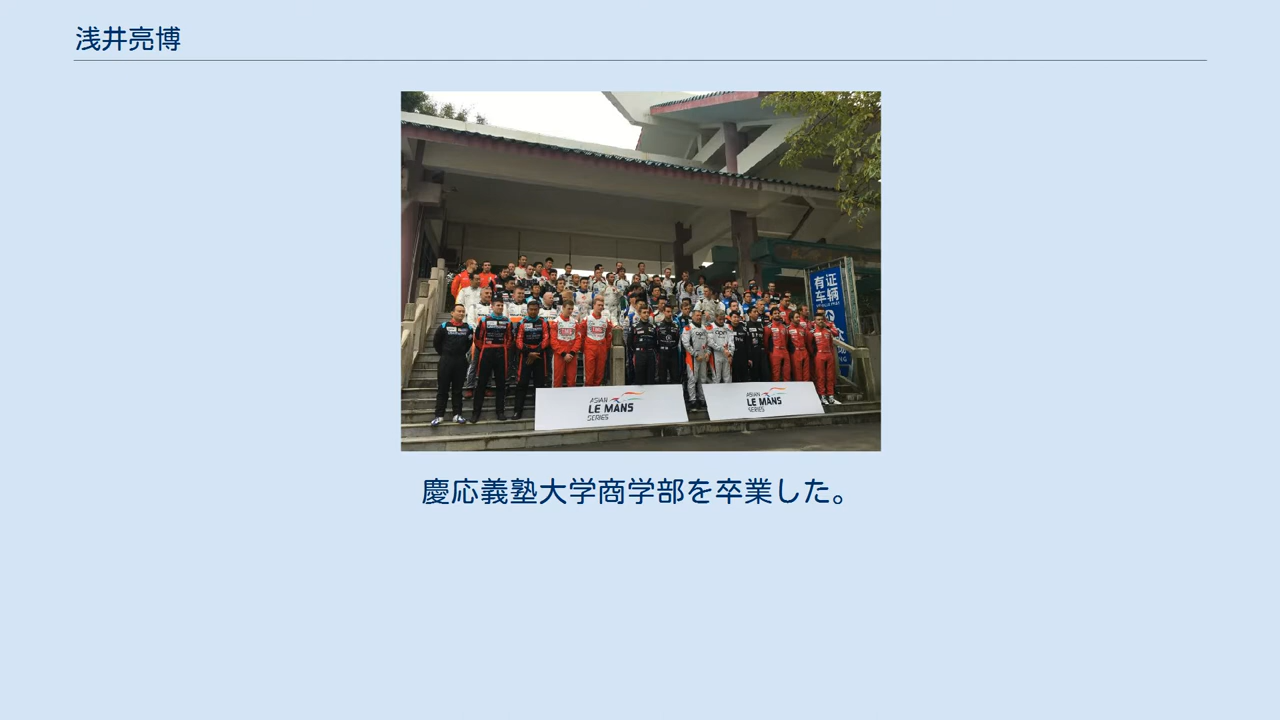 浅井亮博
有证
车辆
ASIAN
LE MANS
SERIES
ASIAN
LE MANS
SERIES
慶応義塾大学商学部を卒業した。